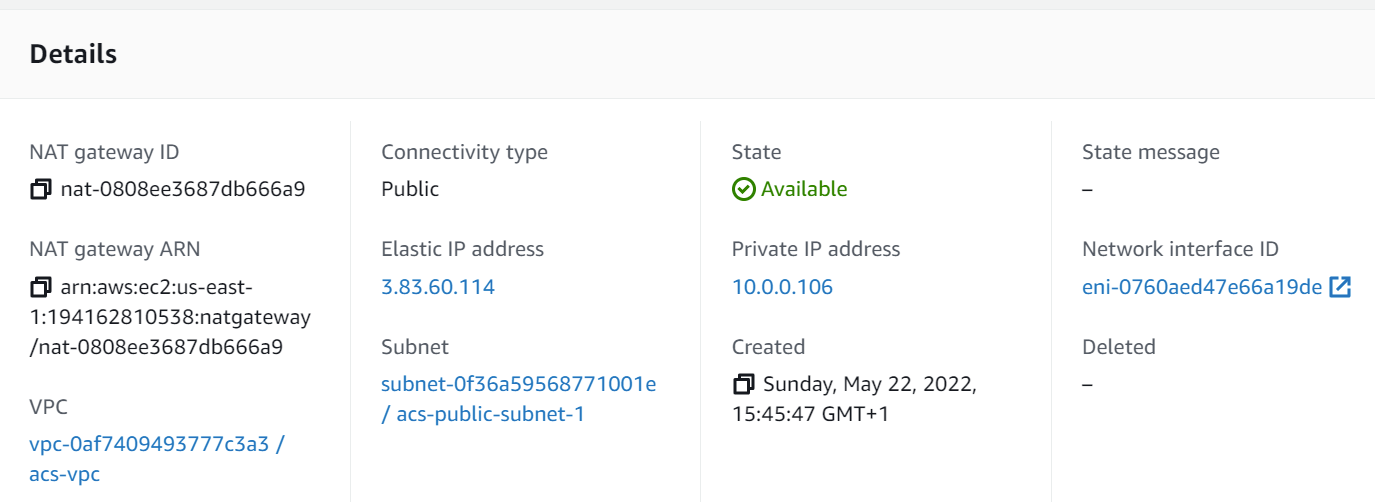 Details
NAT gateway ID
nat-0808ee3687db666a9
NAT gateway ARN
arn:aws:ec2:us-east-
1:194162810538:natgateway
/nat-0808ee3687db666a9
VPC
vpc-0af7409493777c3a3 /
acs-vpc
Connectivity type
Public
Elastic IP address
3.83.60.114
Subnet
subnet-0f36a59568771001e
/ acs-public-subnet-1
State
Available
Private IP address
10.0.0.106
Created
Sunday, May 22, 2022,
15:45:47 GMT+1
State message
–
Network interface ID
eni-0760aed47e66a19de
Deleted
–